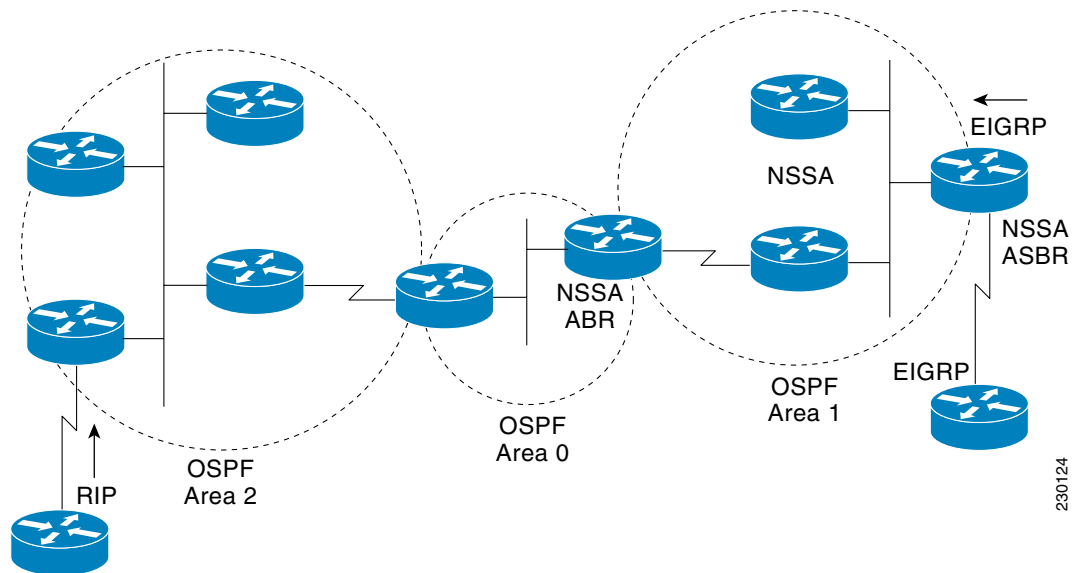 EIGRP
NSSA
NSSA
ASBR
NSSA
ABR
EIGRP
OSPF
Area 1
OSPF
Area 0
OSPF
Area 2
RIP
230124